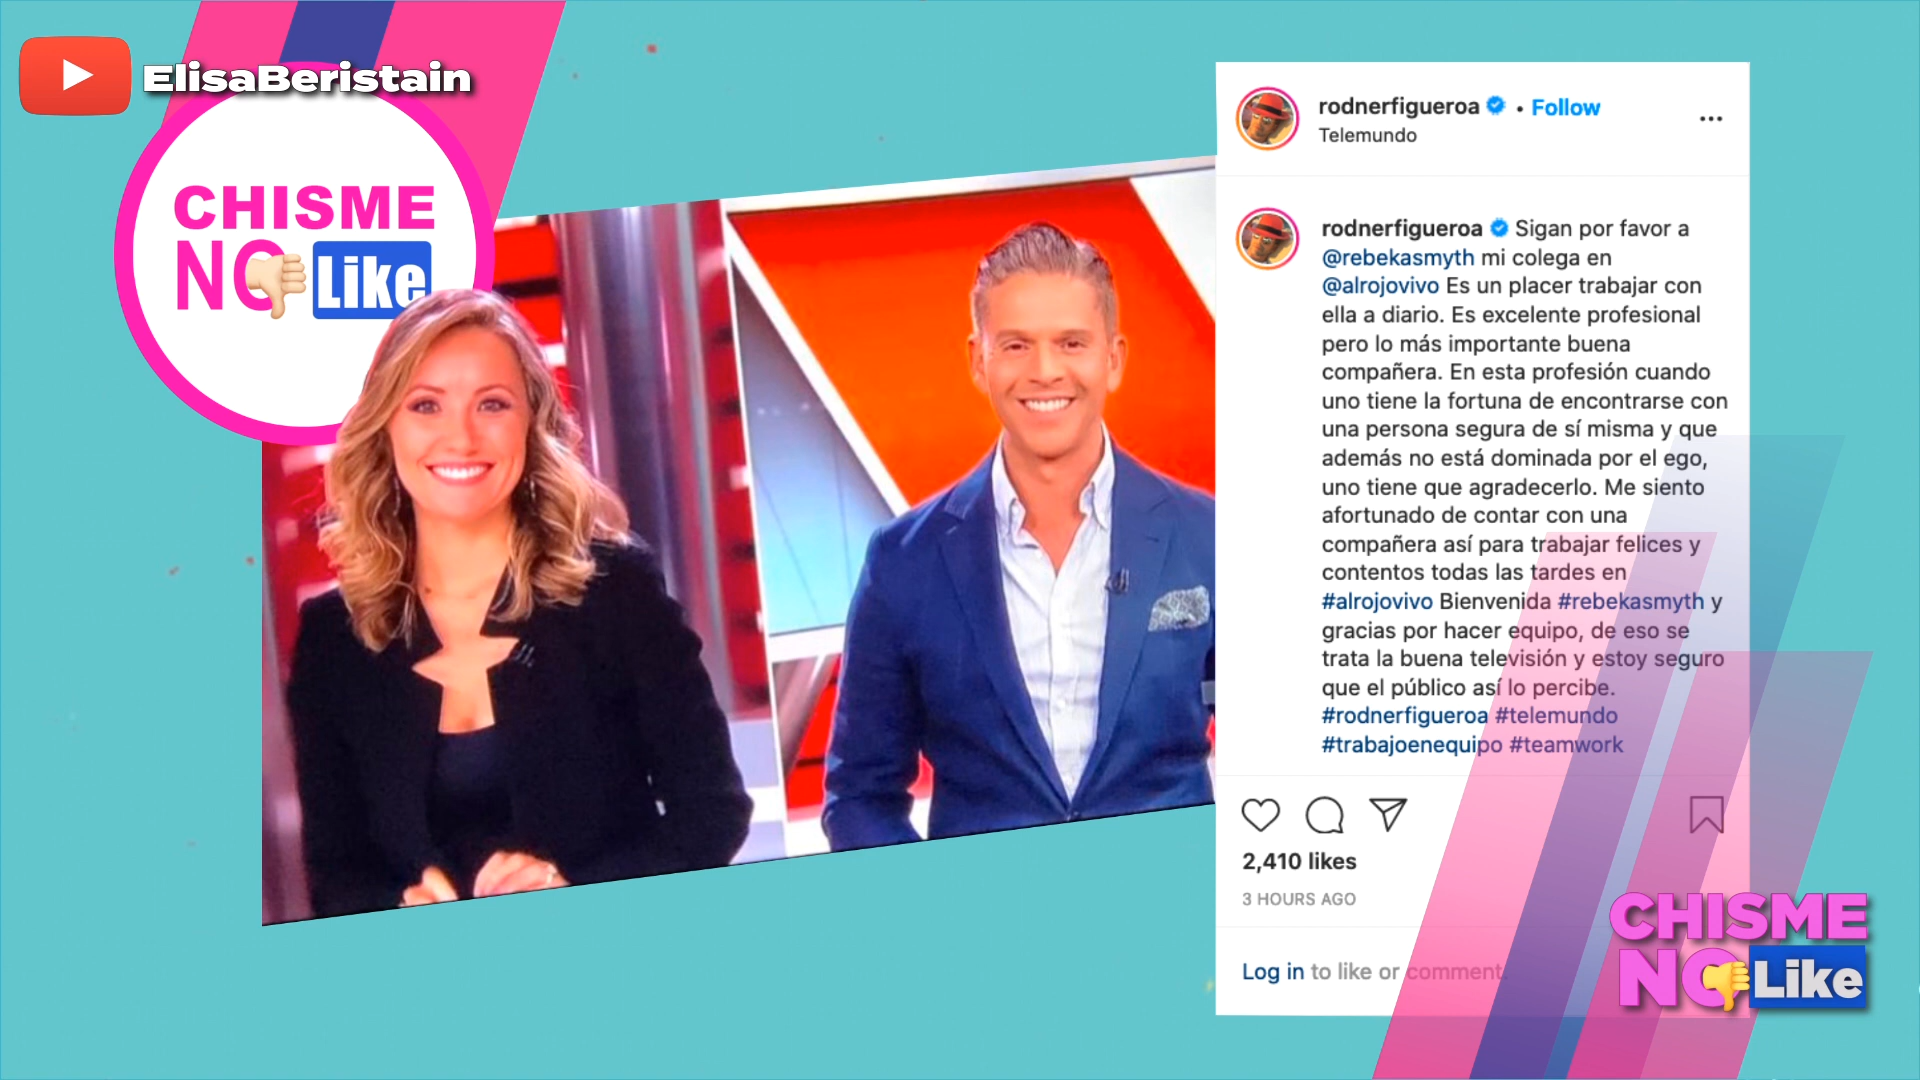 ElisaBeristain
CHISME
NO Like
rodnerfigueroa • Follow
Telemundo
rodnerfigueroa Sigan por favor a
@rebekasmyth mi colega en
@alrojovivo Es un placer trabajar con
ella a diario. Es excelente profesional
pero lo más importante buena
compañera. En esta profesión cuando
uno tiene la fortuna de encontrarse con
una persona segura de sí misma y que
además no está dominada por el ego,
uno tiene que agradecerlo. Me siento
afortunado de contar con una
compañera así para trabajar felices y
contentos todas las tardes en
#alrojovivo Bienvenida #rebekasmyth y
gracias por hacer equipo, de eso se
trata la buena televisión y estoy seguro
que el público así lo percibe.
#rodnerfigueroa #telemundo
#trabajoenequipo #teamwork
2,410 likes
3 HOURS AGO
Log in to like or comment.
CHISME
NO Like